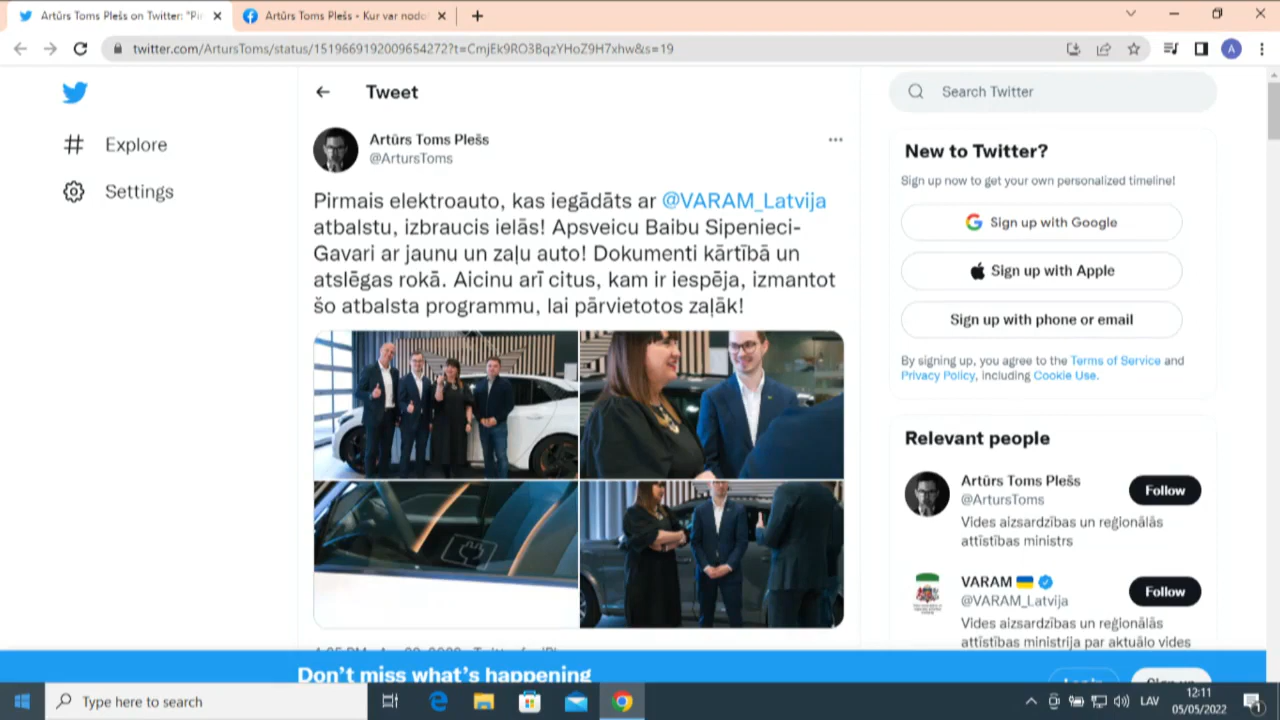 Artūrs Toms Plešs on Twitter: "Pir
Artūrs Toms Plešs - Kur var nodo
twitter.com/ArtursToms/status/1519669192009654272?t=CmjEk9RO3BqzYHoZ9H7xhw&s=19
A
Explore
Settings
Tweet
Artūrs Toms Plešs
@ArtursToms
Pirmais elektroauto, kas iegādāts ar @VARAM_Latvija
atbalstu, izbraucis ielās! Apsveicu Baibu Sipenieci-
Gavari ar jaunu un zaļu auto! Dokumenti kārtībā un
atslēgas rokā. Aicinu arī citus, kam ir iespēja, izmantot
šo atbalsta programmu, lai pārvietotos zaļāk!
Search Twitter
New to Twitter?
Sign up now to get your own personalized timeline!
Sign up with Google
Sign up with Apple
Sign up with phone or email
By signing up, you agree to the Terms of Service and
Privacy Policy, including Cookie Use.
Relevant people
Artūrs Toms Plešs
@ArtursToms
Follow
Vides aizsardzības un reģionālās
attīstības ministrs
VARAM
@VARAM_Latvija
Follow
Vides aizsardzības un reģionālās
attīstības ministrija par aktuālo vides
Don't miss what's happening
Log in
Sign up
Type here to search
LAV
12:11
05/05/2022
1